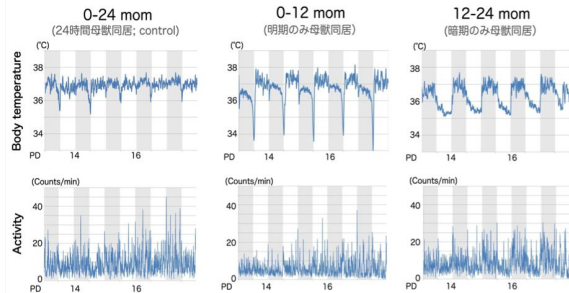 0-24 mom
(24時間母獣同居; control)
0-12 mom
(明期のみ母獣同居)
12-24 mom
(暗期のみ母獣同居)
Body temperature
(℃)
38
36
34
PD
14
16
(℃)
38
36
34
PD
14
16
(℃)
38
36
34
PD
14
16
Activity
(Counts/min)
40
20
0
(Counts/min)
40
20
0
(Counts/min)
40
20
0